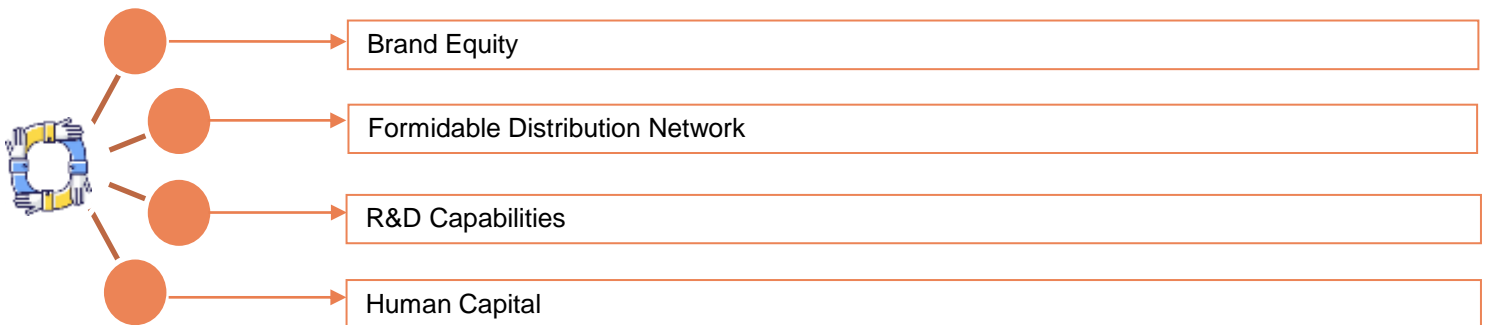 Brand Equity
Formidable Distribution Network
R&D Capabilities
Human Capital